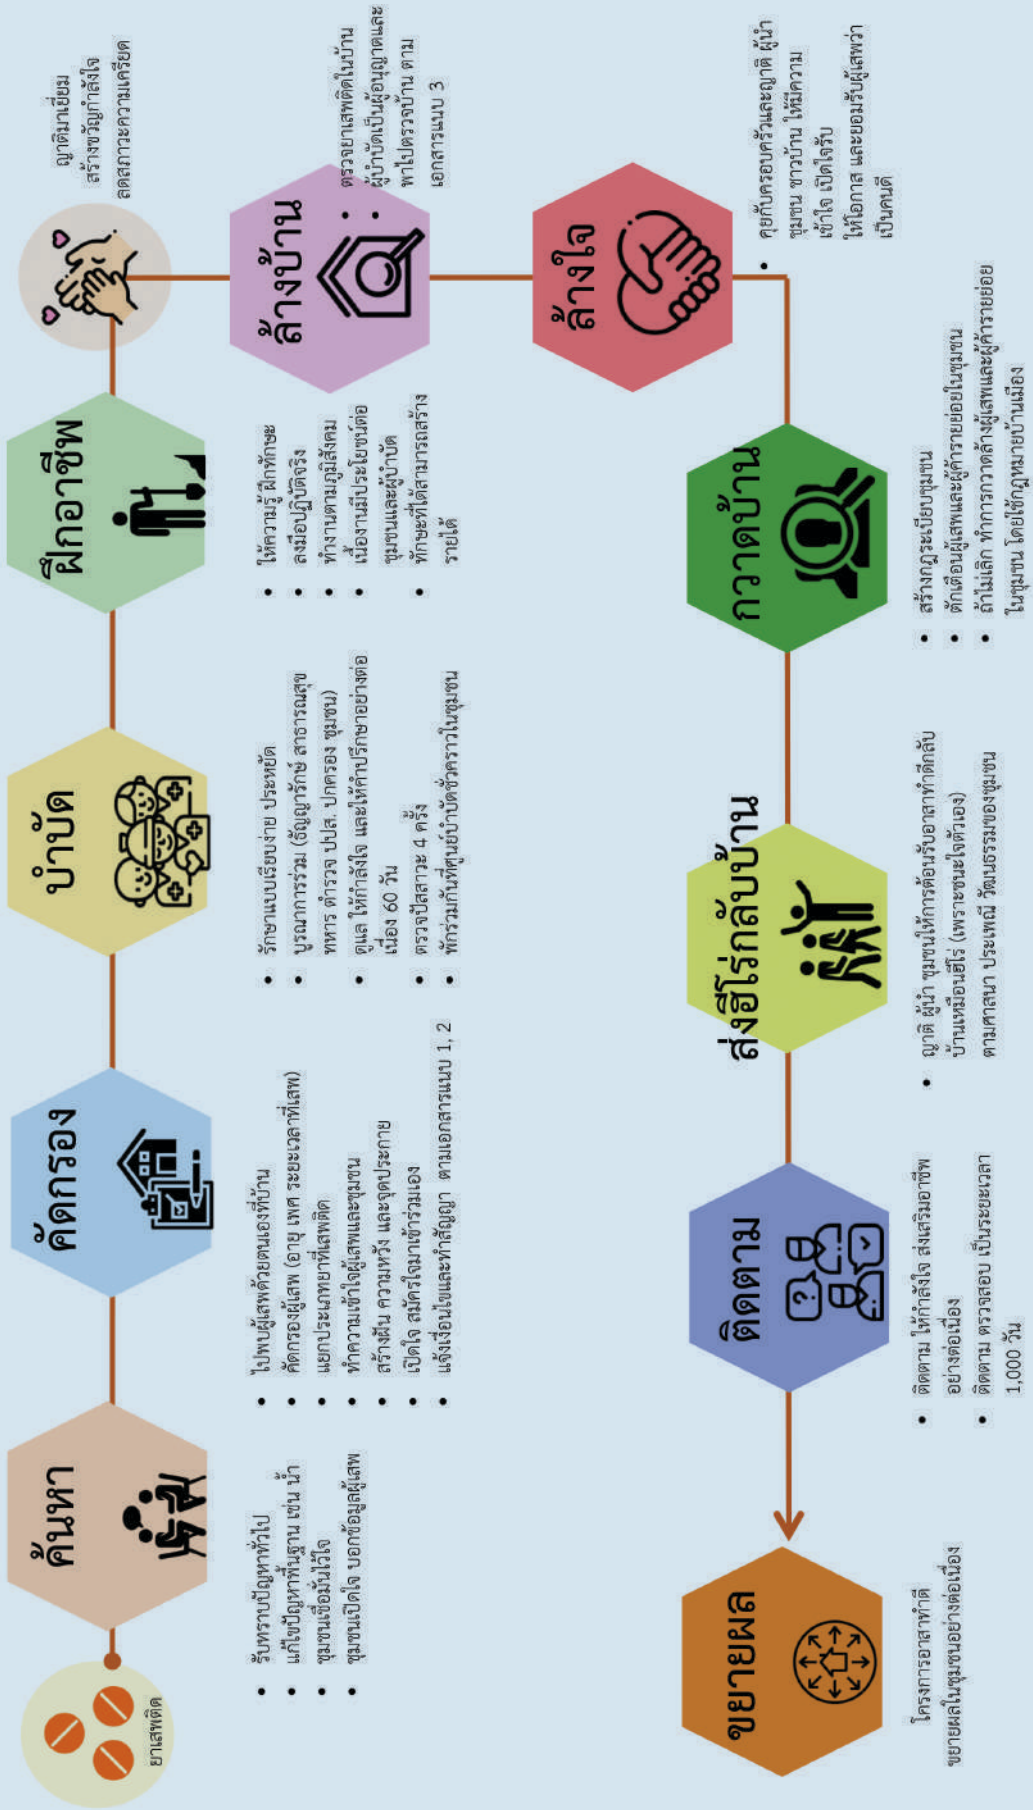 ยาเสพติด
ค้นหา
รับทราบปัญหาทั่วไป
แก้ไขปัญหาพื้นฐาน เช่น น้ำ
ชุมชนเชื่อมั่นไว้ใจ
ชุมชนเปิดใจ บอกข้อมูลผู้เสพ
คัดกรอง
ไปพบผู้เสพด้วยตนเองที่บ้าน
คัดกรองผู้เสพ (อายุ เพศ ระยะเวลาที่เสพ)
แยกประเภทยาที่เสพติด
ทำความเข้าใจผู้เสพและชุมชน
สร้างฝัน ความหวัง และจุดประกาย
เปิดใจ สมัครใจมาเข้าร่วมเอง
แจ้งเงื่อนไขและทำสัญญา ตามเอกสารแนบ 1, 2
บำบัด
รักษาแบบเรียบง่าย ประหยัด
บูรณาการร่วม (ธัญญารักษ์ สาธารณสุข
ทหาร ตำรวจ ปปส. ปกครอง ชุมชน)
ดูแล ให้กำลังใจ และให้คำปรึกษาอย่างต่อ
เนื่อง 60 วัน
ตรวจปัสสาวะ 4 ครั้ง
พักร่วมกันที่ศูนย์บำบัดชั่วคราวในชุมชน
ฝึกอาชีพ
ให้ความรู้ ฝึกทักษะ
ลงมือปฏิบัติจริง
ทำงานตามภูมิสังคม
เนื้องานมีประโยชน์ต่อ
ชุมชนและผู้บำบัด
ทักษะที่ได้สามารถสร้าง
รายได้
ญาติมาเยี่ยม
สร้างขวัญกำลังใจ
ลดสภาวะความเครียด
ล้างบ้าน
ตรวจยาเสพติดในบ้าน
ผู้บำบัดเป็นผู้อนุญาตและ
พาไปตรวจบ้าน ตาม
เอกสารแนบ 3
ล้างใจ
คุยกับครอบครัวและญาติ ผู้นำ
ชุมชน ชาวบ้าน ให้มีความ
เข้าใจ เปิดใจรับ
ให้โอกาส และยอมรับผู้เสพว่า
เป็นคนดี
กวาดบ้าน
สร้างกฎระเบียบชุมชน
ตักเตือนผู้เสพและผู้ค้ารายย่อยในชุมชน
ถ้าไม่เลิก ทำการกวาดล้างผู้เสพและผู้ค้ารายย่อย
ในชุมชน โดยใช้กฎหมายบ้านเมือง
ส่งฮีโร่กลับบ้าน
ญาติ ผู้นำ ชุมชนให้การต้อนรับอาสาทำดีกลับ
บ้านเหมือนฮีโร่ (เพราะชนะใจตัวเอง)
ตามศาสนา ประเพณี วัฒนธรรมของชุมชน
ติดตาม
ติดตาม ให้กำลังใจ ส่งเสริมอาชีพ
อย่างต่อเนื่อง
ติดตาม ตรวจสอบ เป็นระยะเวลา
1,000 วัน
ขยายผล
โครงการอาสาทำดี
ขยายผลในชุมชนอย่างต่อเนื่อง